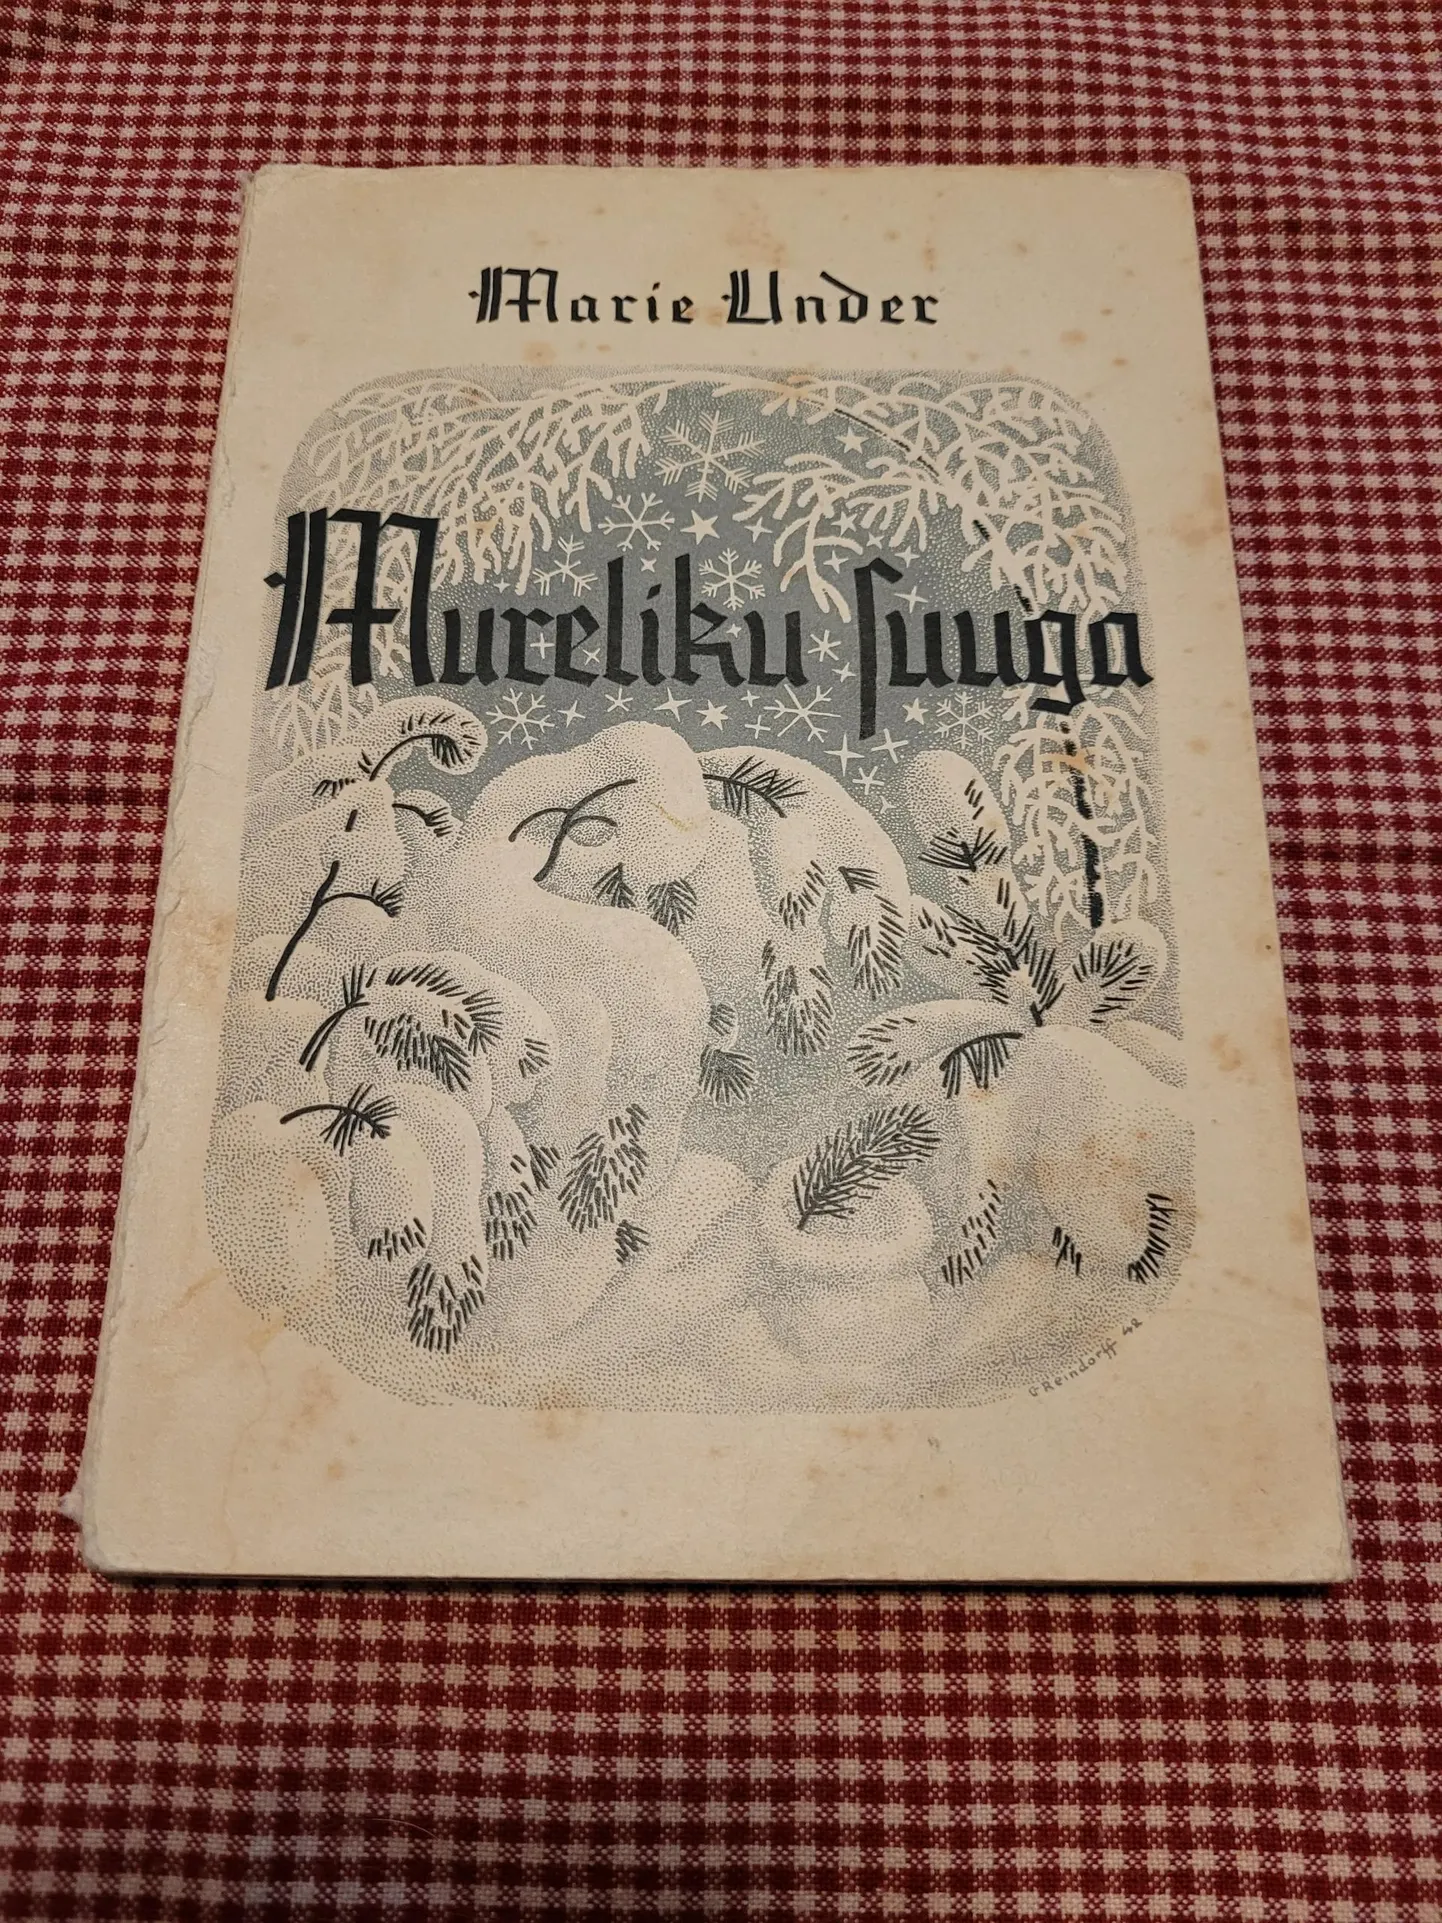 Marie Under
Mureliku suuga
G Reindorff 42